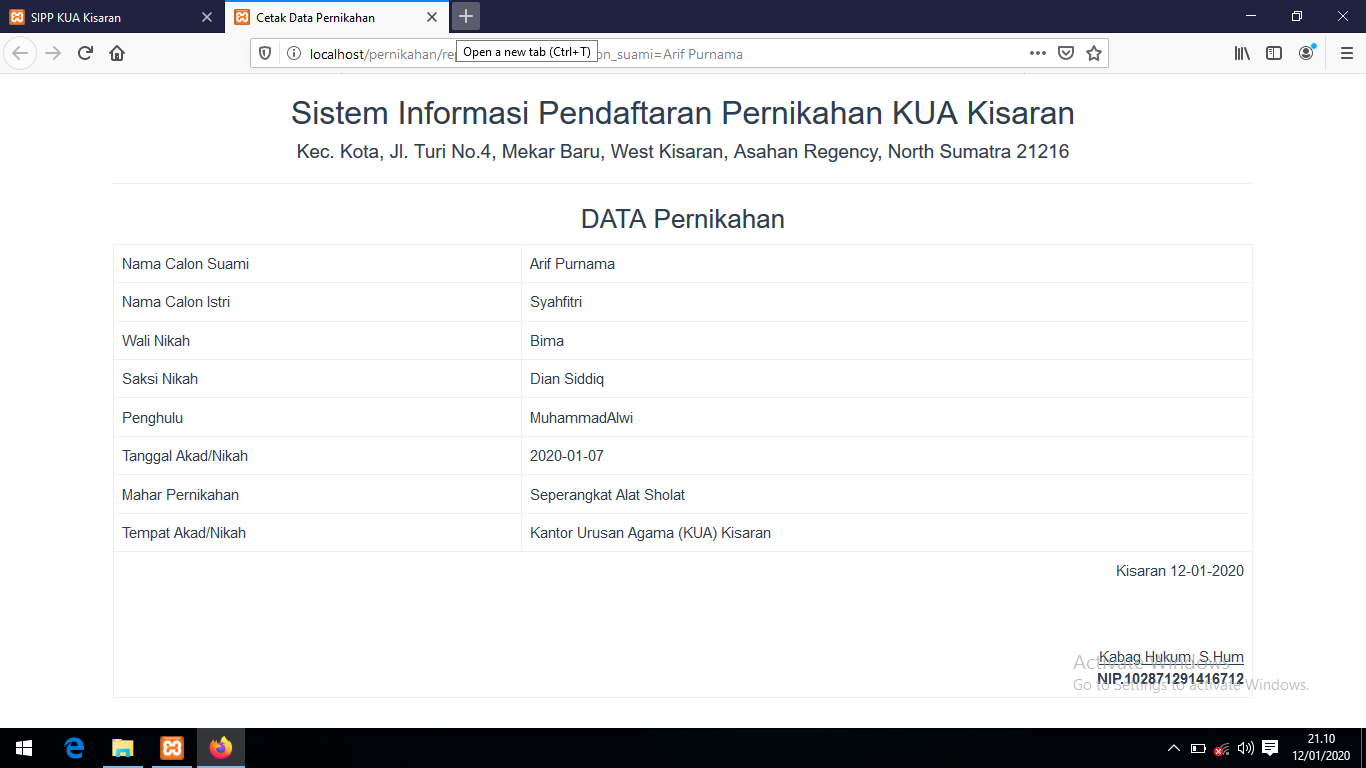 SIPP KUA Kisaran
Cetak Data Pernikahan
localhost/pernikahan/re
on_suami=Arif Purnama
Open a new tab (Ctrl+T)
Sistem Informasi Pendaftaran Pernikahan KUA Kisaran
Kec. Kota, Jl. Turi No.4, Mekar Baru, West Kisaran, Asahan Regency, North Sumatra 21216
DATA Pernikahan
Nama Calon Suami Arif Purnama
Nama Calon Istri Syahfitri
Wali Nikah Bima
Saksi Nikah Dian Siddiq
Penghulu MuhammadAlwi
Tanggal Akad/Nikah 2020-01-07
Mahar Pernikahan Seperangkat Alat Sholat
Tempat Akad/Nikah Kantor Urusan Agama (KUA) Kisaran
Kisaran 12-01-2020
Kabag Hukum, S.Hum
NIP.102871291416712
Activate Windows
Go to Settings to activate Windows.
21.10
12/01/2020